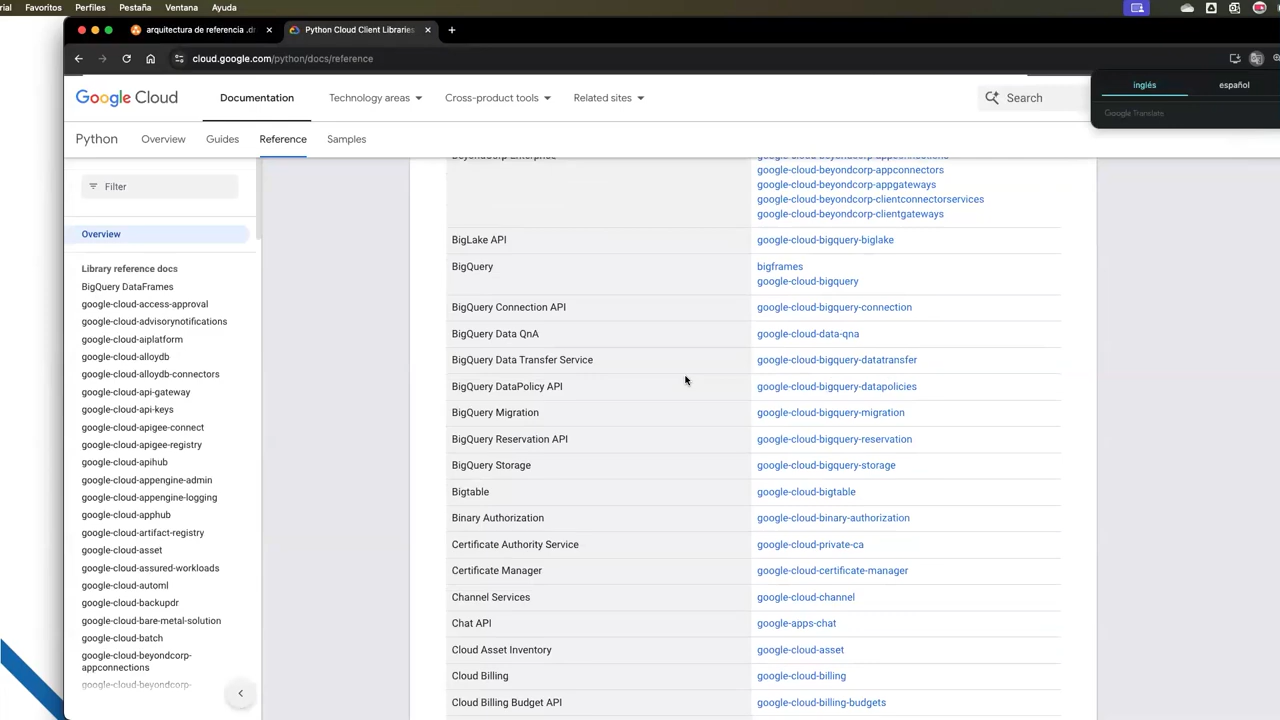 rial Favoritos Perfiles Pestaña Ventana Ayuda
arquitectura de referencia .dr
Python Cloud Client Libraries
cloud.google.com/python/docs/reference
inglés español
Google Translate
Google Cloud Documentation Technology areas Cross-product tools Related sites Search
Python Overview Guides Reference Samples
Filter
Overview
Library reference docs
BigQuery DataFrames
google-cloud-access-approval
google-cloud-advisorynotifications
google-cloud-aiplatform
google-cloud-alloydb
google-cloud-alloydb-connectors
google-cloud-api-gateway
google-cloud-api-keys
google-cloud-apigee-connect
google-cloud-apigee-registry
google-cloud-apihub
google-cloud-appengine-admin
google-cloud-appengine-logging
google-cloud-apphub
google-cloud-artifact-registry
google-cloud-asset
google-cloud-assured-workloads
google-cloud-automl
google-cloud-backupdr
google-cloud-bare-metal-solution
google-cloud-batch
google-cloud-beyondcorp-
appconnections
google-cloud-beyondcorp-
BeyondCorp Enterprise google-cloud-beyondcorp-appconnections
google-cloud-beyondcorp-appconnectors
google-cloud-beyondcorp-appgateways
google-cloud-beyondcorp-clientconnectorservices
google-cloud-beyondcorp-clientgateways
BigLake API google-cloud-bigquery-biglake
BigQuery bigframes
google-cloud-bigquery
BigQuery Connection API google-cloud-bigquery-connection
BigQuery Data QnA google-cloud-data-qna
BigQuery Data Transfer Service google-cloud-bigquery-datatransfer
BigQuery DataPolicy API google-cloud-bigquery-datapolicies
BigQuery Migration google-cloud-bigquery-migration
BigQuery Reservation API google-cloud-bigquery-reservation
BigQuery Storage google-cloud-bigquery-storage
Bigtable google-cloud-bigtable
Binary Authorization google-cloud-binary-authorization
Certificate Authority Service google-cloud-private-ca
Certificate Manager google-cloud-certificate-manager
Channel Services google-cloud-channel
Chat API google-apps-chat
Cloud Asset Inventory google-cloud-asset
Cloud Billing google-cloud-billing
Cloud Billing Budget API google-cloud-billing-budgets